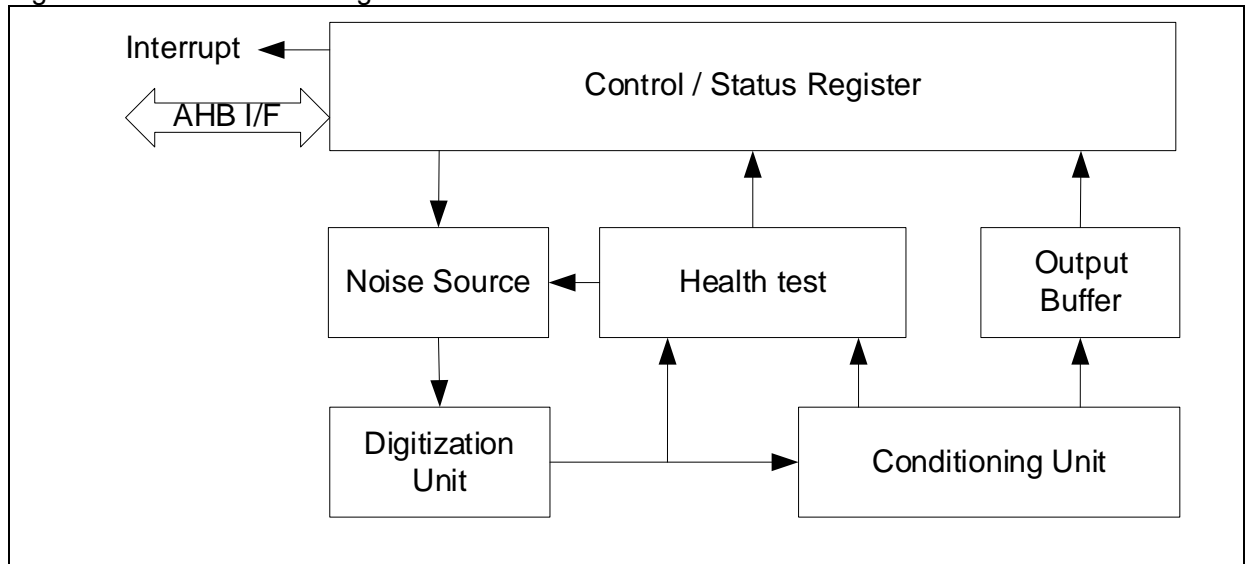 Interrupt
Control / Status Register
AHB I/F
Noise Source
Health test
Output
Buffer
Digitization
Unit
Conditioning Unit